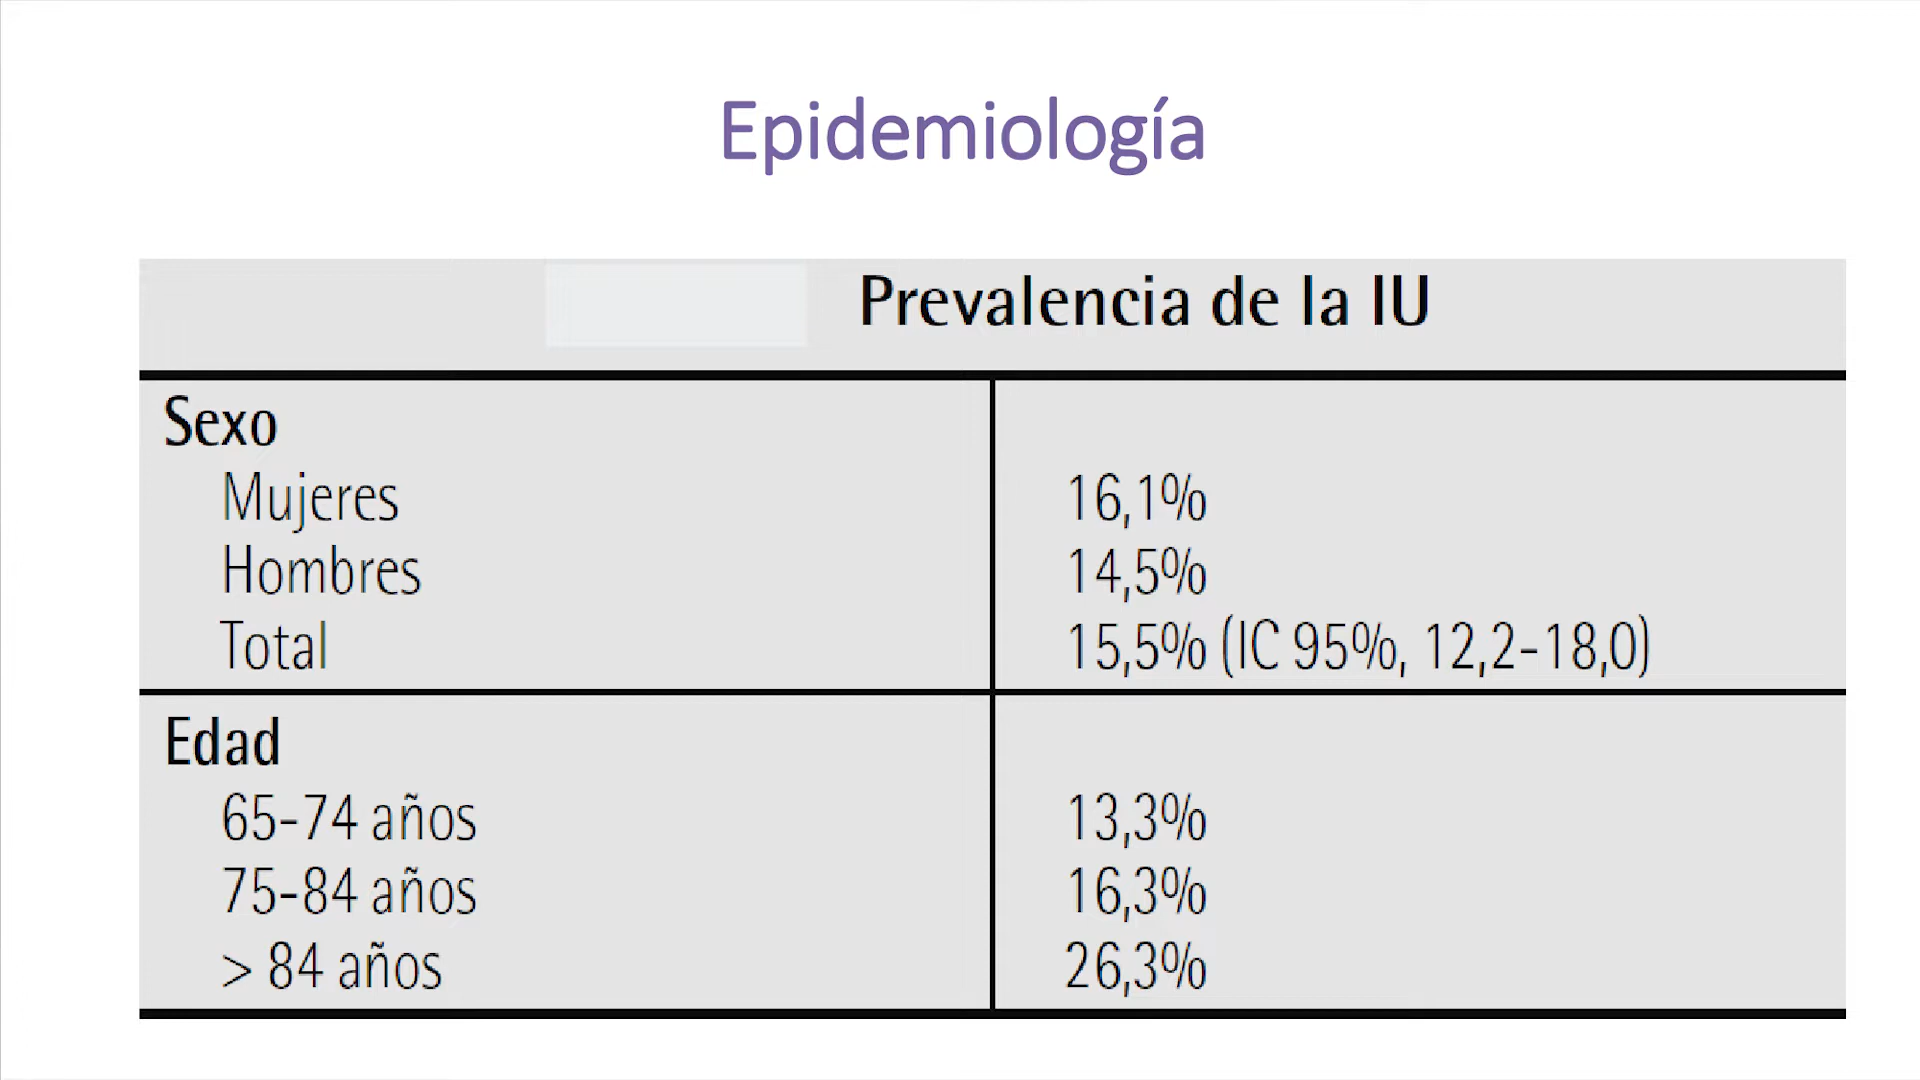 Epidemiología
Prevalencia de la IU
Sexo
Mujeres 16,1%
Hombres 14,5%
Total 15,5% (IC 95%, 12,2-18,0)
Edad
65-74 años 13,3%
75-84 años 16,3%
> 84 años 26,3%